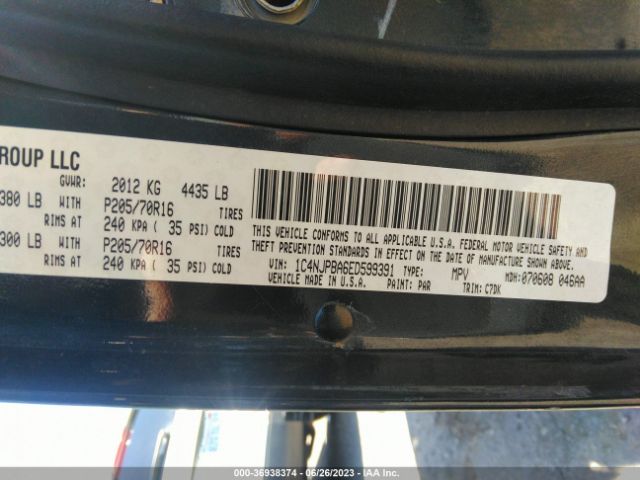 GROUP LLC
GVWR: 2012 KG 4435 LB
380 LB WITH P205/70R16 TIRES
RIMS AT 240 KPA ( 35 PSI) COLD
300 LB WITH P205/70R16 TIRES
RIMS AT 240 KPA ( 35 PSI) COLD
THIS VEHICLE CONFORMS TO ALL APPLICABLE U.S.A. FEDERAL MOTOR VEHICLE SAFETY AND
THEFT PREVENTION STANDARDS IN EFFECT ON THE DATE OF MANUFACTURE SHOWN ABOVE.
VIN: 1C4NJPBA6ED599391 TYPE: MPV MDH:070608 046AA
VEHICLE MADE IN U.S.A. PAINT: PAR TRIM: C7DK
000-36938374 - 06/26/2023 - IAA Inc.